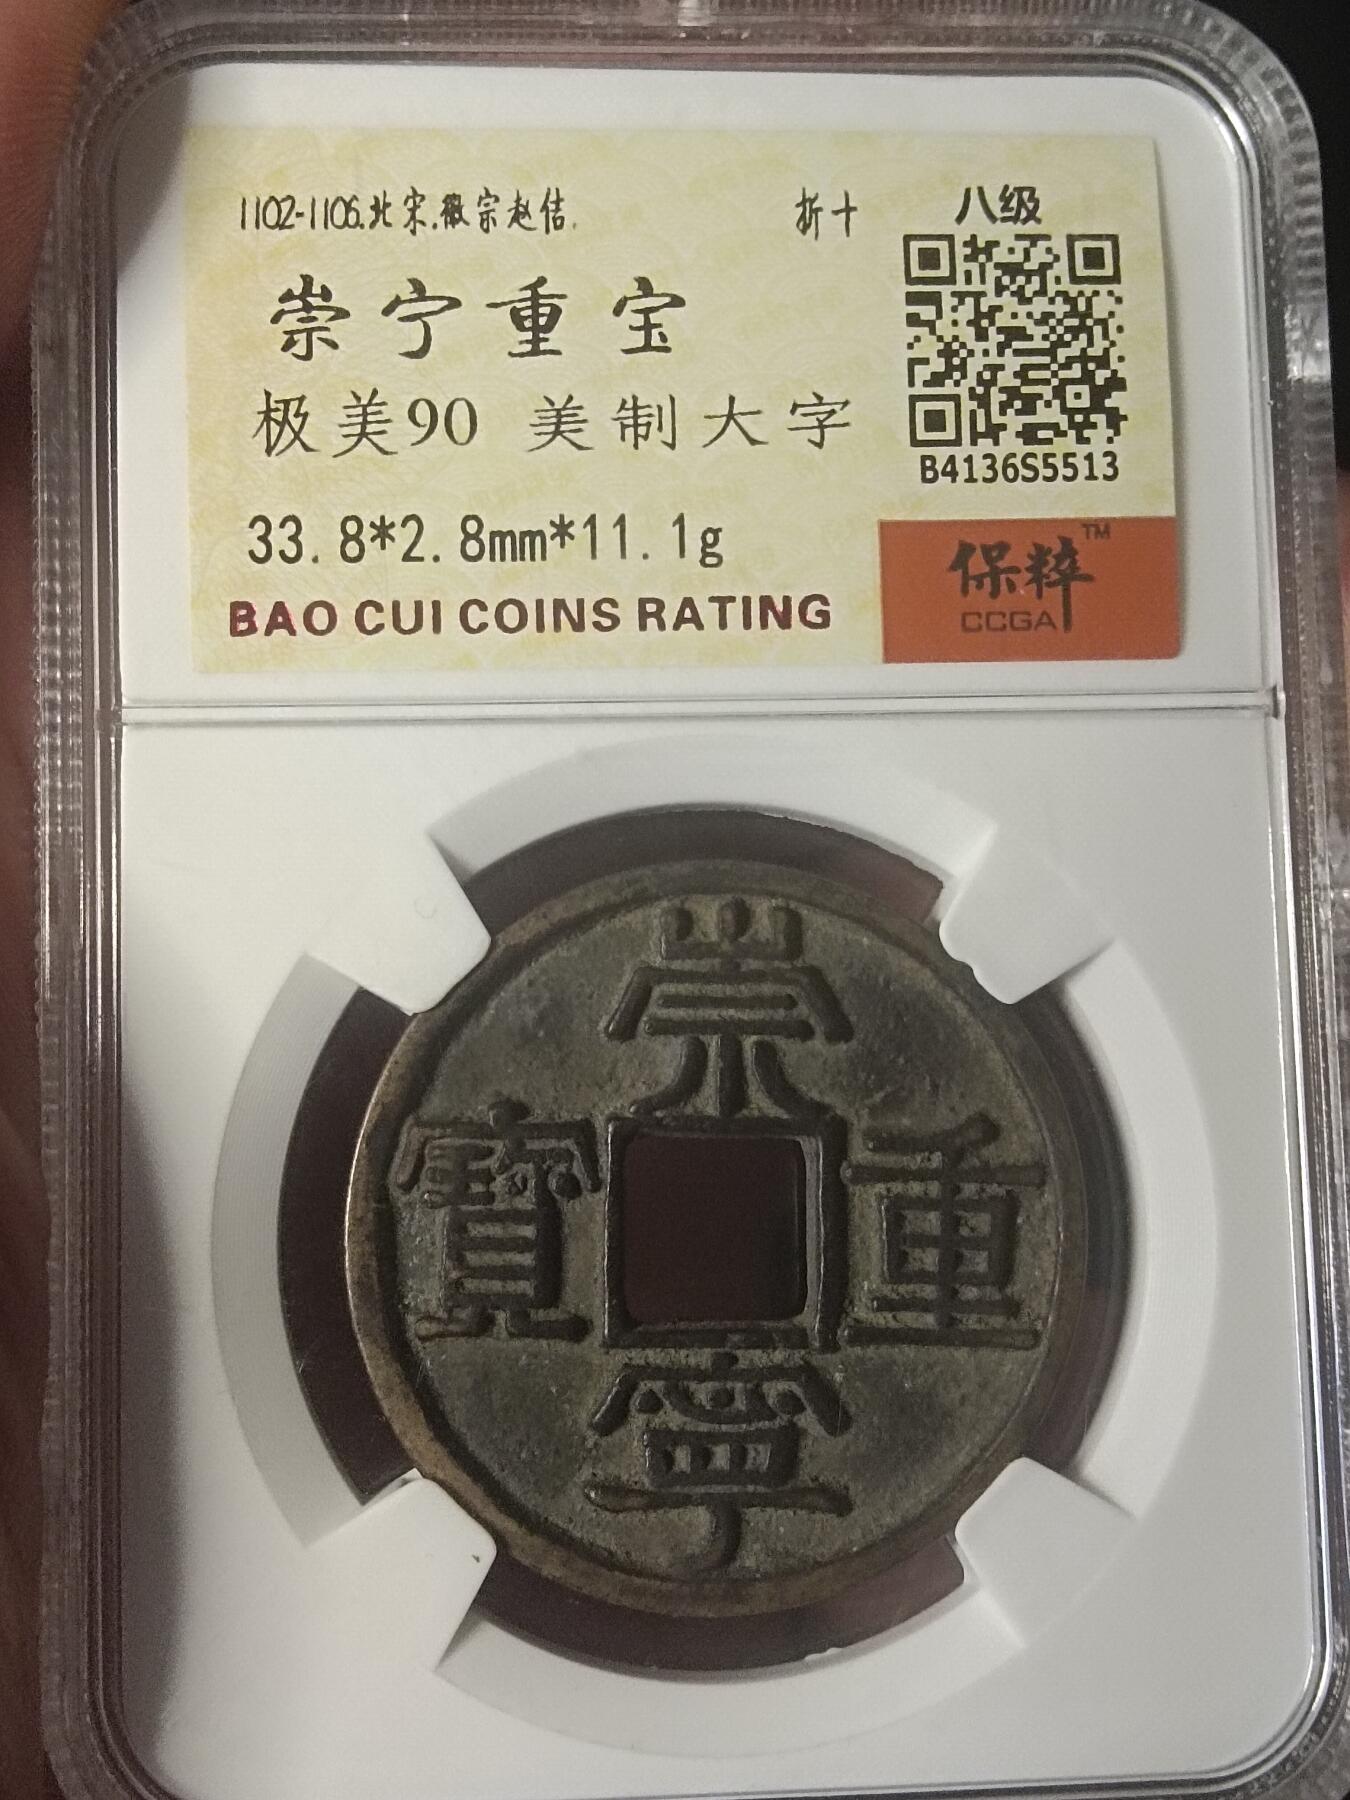 1102-1106.北宋.徽宗赵佶.
折十
八级
崇宁重宝
极美90 美制大字
B4136S5513
33.8*2.8mm*11.1g
BAO CUI COINS RATING
保粹™
CCGA
崇
寶 重
寧